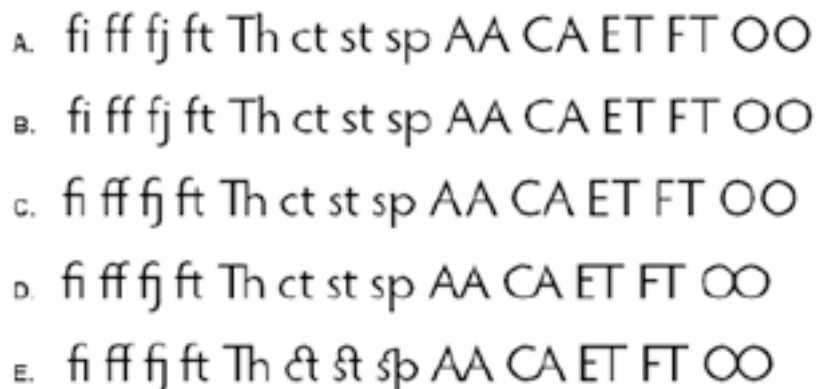 A. fi ff fj ft Th ct st sp AA CA ET FT OO
B. fi ff fj ft Th ct st sp AA CA ET FT OO
C. fi ff fj ft Th ct st sp AA CA ET FT OO
D. fi ff fj ft Th ct st sp AA CA ET FT OO
E. fi ff fj ft Th ct st sp AA CA ET FT OO